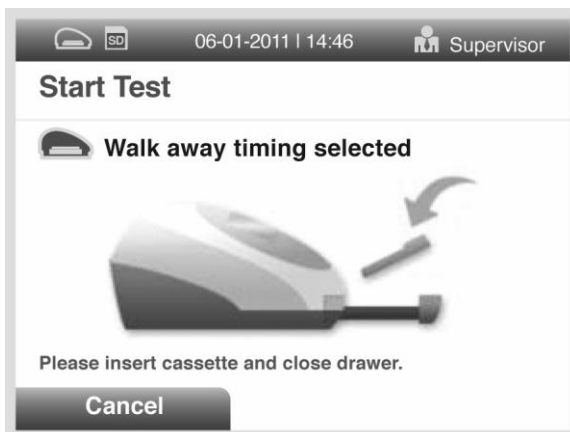 SD 06-01-2011 | 14:46 Supervisor
Start Test
Walk away timing selected
Please insert cassette and close drawer.
Cancel